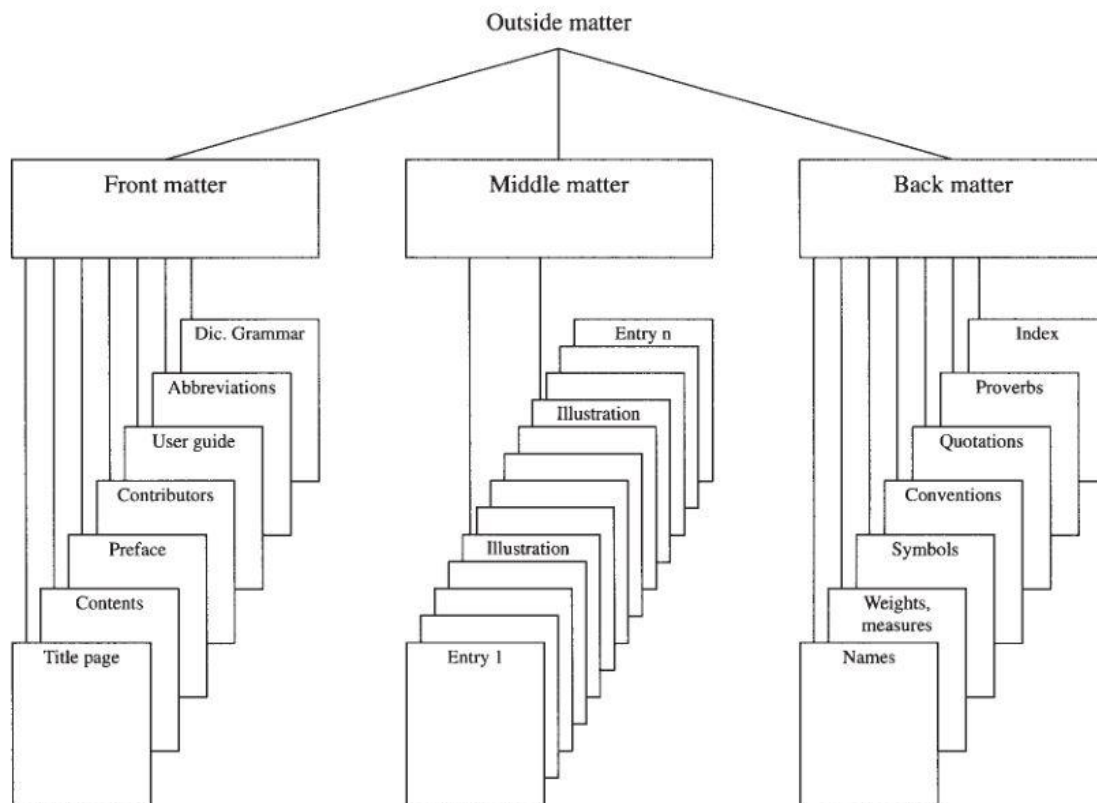 Outside matter
Front matter
Middle matter
Back matter
Dic. Grammar
Abbreviations
User guide
Contributors
Preface
Contents
Title page
Entry n
Illustration
Illustration
Entry 1
Index
Proverbs
Quotations
Conventions
Symbols
Weights,
measures
Names